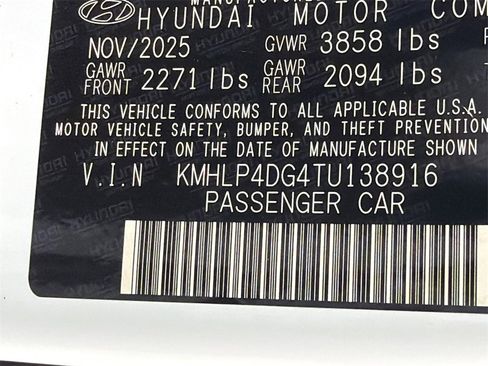 HYUNDAI MOTOR COM
NOV/2025 GVWR 3858 lbs
GAWR FRONT 2271 lbs GAWR REAR 2094 lbs
THIS VEHICLE CONFORMS TO ALL APPLICABLE U.S.A.
MOTOR VEHICLE SAFETY, BUMPER, AND THEFT PREVENTION
IN EFFECT ON THE DATE OF MANUFACTURE SHOWN
V.I.N KMHLP4DG4TU138916
PASSENGER CAR